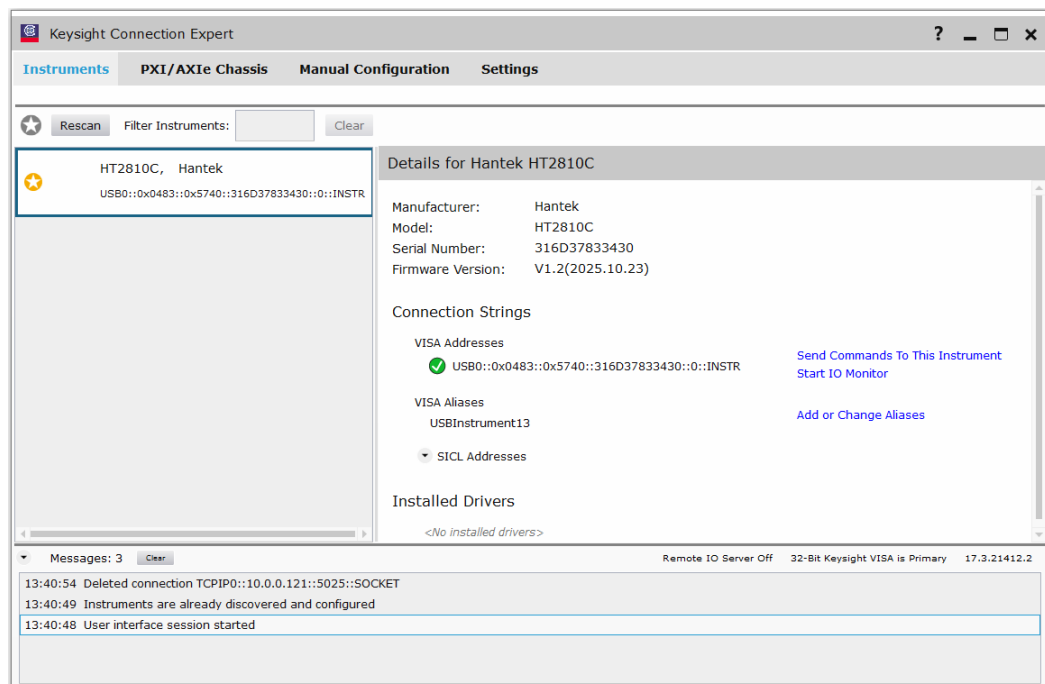 Keysight Connection Expert
?
Instruments PXI/AXIe Chassis Manual Configuration Settings
Rescan Filter Instruments: Clear
HT2810C, Hantek
USB0::0x0483::0x5740::316D37833430::0::INSTR
Details for Hantek HT2810C
Manufacturer: Hantek
Model: HT2810C
Serial Number: 316D37833430
Firmware Version: V1.2(2025.10.23)
Connection Strings
VISA Addresses
USB0::0x0483::0x5740::316D37833430::0::INSTR
Send Commands To This Instrument
Start IO Monitor
VISA Aliases
USBInstrument13
Add or Change Aliases
SICL Addresses
Installed Drivers
<No installed drivers>
Messages: 3 Clear Remote IO Server Off 32-Bit Keysight VISA is Primary 17.3.21412.2
13:40:54 Deleted connection TCPIP0::10.0.0.121::5025::SOCKET
13:40:49 Instruments are already discovered and configured
13:40:48 User interface session started